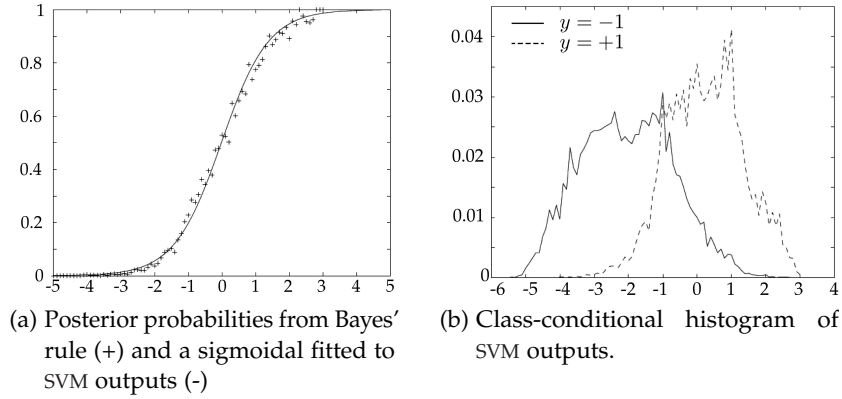 1
0.8
0.6
0.4
0.2
0
-5 -4 -3 -2 -1 0 1 2 3 4 5
(a) Posterior probabilities from Bayes'
rule (+) and a sigmoidal fitted to
SVM outputs (-)
y = −1
y = +1
0.04
0.03
0.02
0.01
0
-6 -5 -4 -3 -2 -1 0 1 2 3 4
(b) Class-conditional histogram of
SVM outputs.